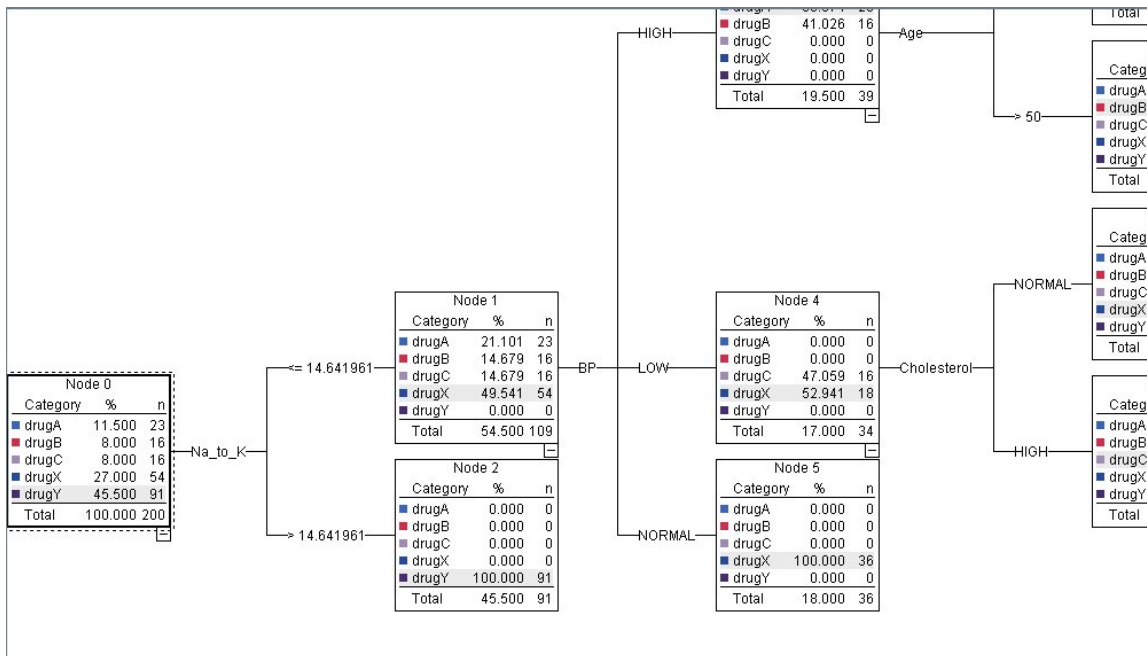 drugB 41.026 16
drugC 0.000 0
drugX 0.000 0
drugY 0.000 0
Total 19.500 39
HIGH
Age
Total
> 50
Categ
drugA
drugB
drugC
drugX
drugY
Total
Node 0
Category % n
drugA 11.500 23
drugB 8.000 16
drugC 8.000 16
drugX 27.000 54
drugY 45.500 91
Total 100.000 200
Na_to_K
<= 14.641961
> 14.641961
Node 1
Category % n
drugA 21.101 23
drugB 14.679 16
drugC 14.679 16
drugX 49.541 54
drugY 0.000 0
Total 54.500 109
Node 2
Category % n
drugA 0.000 0
drugB 0.000 0
drugC 0.000 0
drugX 0.000 0
drugY 100.000 91
Total 45.500 91
BP
LOW
NORMAL
Node 4
Category % n
drugA 0.000 0
drugB 0.000 0
drugC 47.059 16
drugX 52.941 18
drugY 0.000 0
Total 17.000 34
Node 5
Category % n
drugA 0.000 0
drugB 0.000 0
drugC 0.000 0
drugX 100.000 36
drugY 0.000 0
Total 18.000 36
Cholesterol
NORMAL
HIGH
Categ
drugA
drugB
drugC
drugX
drugY
Total
Categ
drugA
drugB
drugC
drugX
drugY
Total